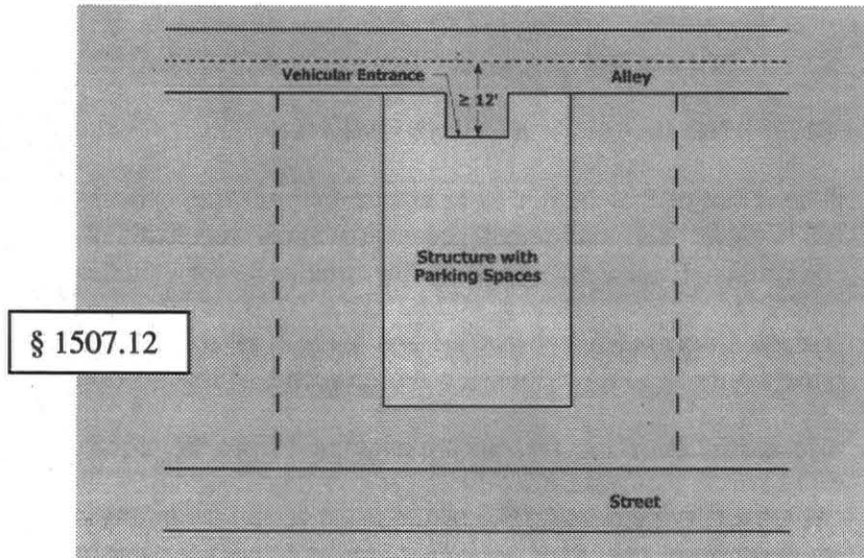 Vehicular Entrance
Alley
≥ 12'
Structure with
Parking Spaces
§ 1507.12
Street